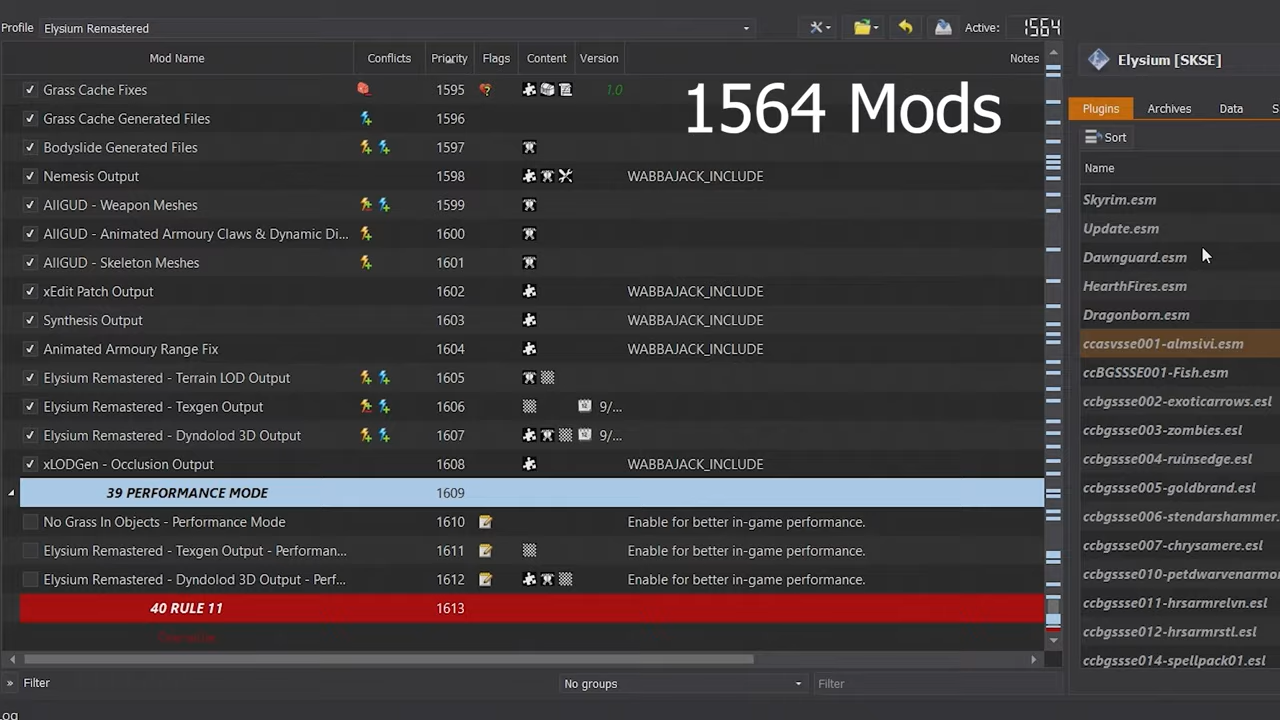 Profile Elysium Remastered Active: 1564
Mod Name Conflicts Priority Flags Content Version Notes
Grass Cache Fixes 1595 1.0
Grass Cache Generated Files 1596
Bodyslide Generated Files 1597
Nemesis Output 1598 WABBAJACK_INCLUDE
AllGUD - Weapon Meshes 1599
AllGUD - Animated Armoury Claws & Dynamic Di... 1600
AllGUD - Skeleton Meshes 1601
xEdit Patch Output 1602 WABBAJACK_INCLUDE
Synthesis Output 1603 WABBAJACK_INCLUDE
Animated Armoury Range Fix 1604 WABBAJACK_INCLUDE
Elysium Remastered - Terrain LOD Output 1605
Elysium Remastered - Texgen Output 1606 9/...
Elysium Remastered - Dyndolod 3D Output 1607 9/...
xLODGen - Occlusion Output 1608 WABBAJACK_INCLUDE
39 PERFORMANCE MODE 1609
No Grass In Objects - Performance Mode 1610 Enable for better in-game performance.
Elysium Remastered - Texgen Output - Performan... 1611 Enable for better in-game performance.
Elysium Remastered - Dyndolod 3D Output - Perf... 1612 Enable for better in-game performance.
40 RULE 11 1613
» Filter No groups Filter
og
1564 Mods
Elysium [SKSE]
Plugins Archives Data S
Sort
Name
Skyrim.esm
Update.esm
Dawnguard.esm
HearthFires.esm
Dragonborn.esm
ccasvsse001-almsivi.esm
ccBGSSSE001-Fish.esm
ccbgssse002-exoticarrows.esl
ccbgssse003-zombies.esl
ccbgssse004-ruinsedge.esl
ccbgssse005-goldbrand.esl
ccbgssse006-stendarshammer.
ccbgssse007-chrysamere.esl
ccbgssse010-petdwarvenarmo
ccbgssse011-hrsarmrelvn.esl
ccbgssse012-hrsarmrstl.esl
ccbgssse014-spellpack01.esl